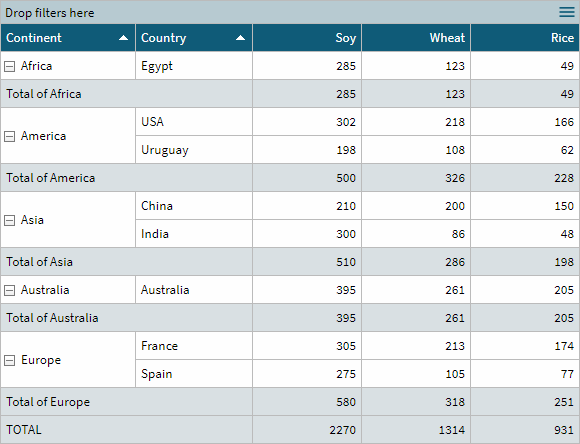 Drop filters here
Continent Country Soy Wheat Rice
Africa Egypt 285 123 49
Total of Africa 285 123 49
America USA 302 218 166
Uruguay 198 108 62
Total of America 500 326 228
Asia China 210 200 150
India 300 86 48
Total of Asia 510 286 198
Australia Australia 395 261 205
Total of Australia 395 261 205
Europe France 305 213 174
Spain 275 105 77
Total of Europe 580 318 251
TOTAL 2270 1314 931